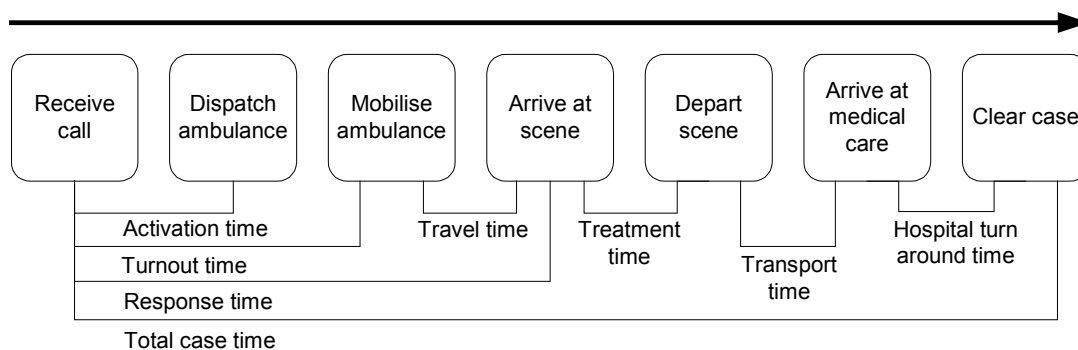 Receive
call
Dispatch
ambulance
Mobilise
ambulance
Arrive at
scene
Depart
scene
Arrive at
medical
care
Clear case
Activation time
Travel time
Treatment
time
Hospital turn
around time
Turnout time
Transport
time
Response time
Total case time